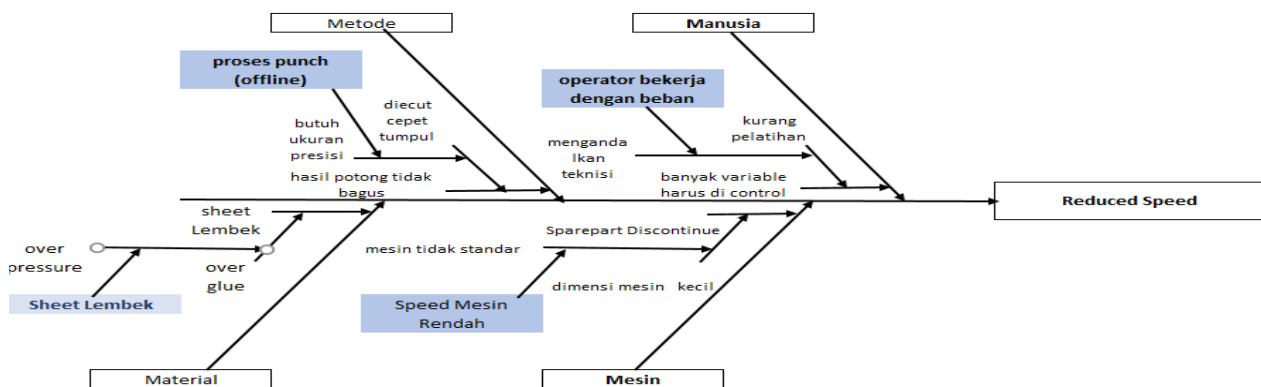 Metode
Manusia
proses punch
(offline)
operator bekerja
dengan beban
diecut
cepet
tumpul
butuh
ukuran
presisi
kurang
pelatihan
menganda
lkan
teknisi
hasil potong tidak
bagus
banyak variable
harus di control
Reduced Speed
sheet
Lembek
over
pressure
over
glue
mesin tidak standar
Sparepart Discontinue
dimensi mesin kecil
Sheet Lembek
Speed Mesin
Rendah
Material
Mesin